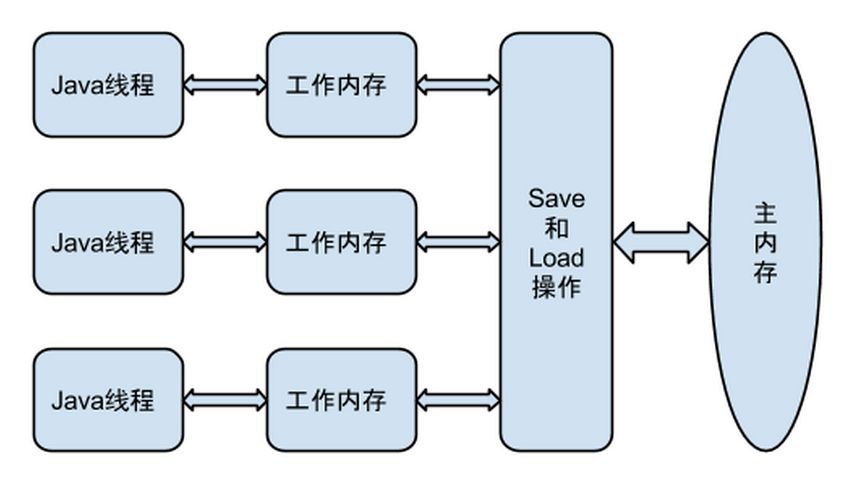 Java线程
工作内存
Java线程
工作内存
Java线程
工作内存
Save
和
Load
操作
主
内
存